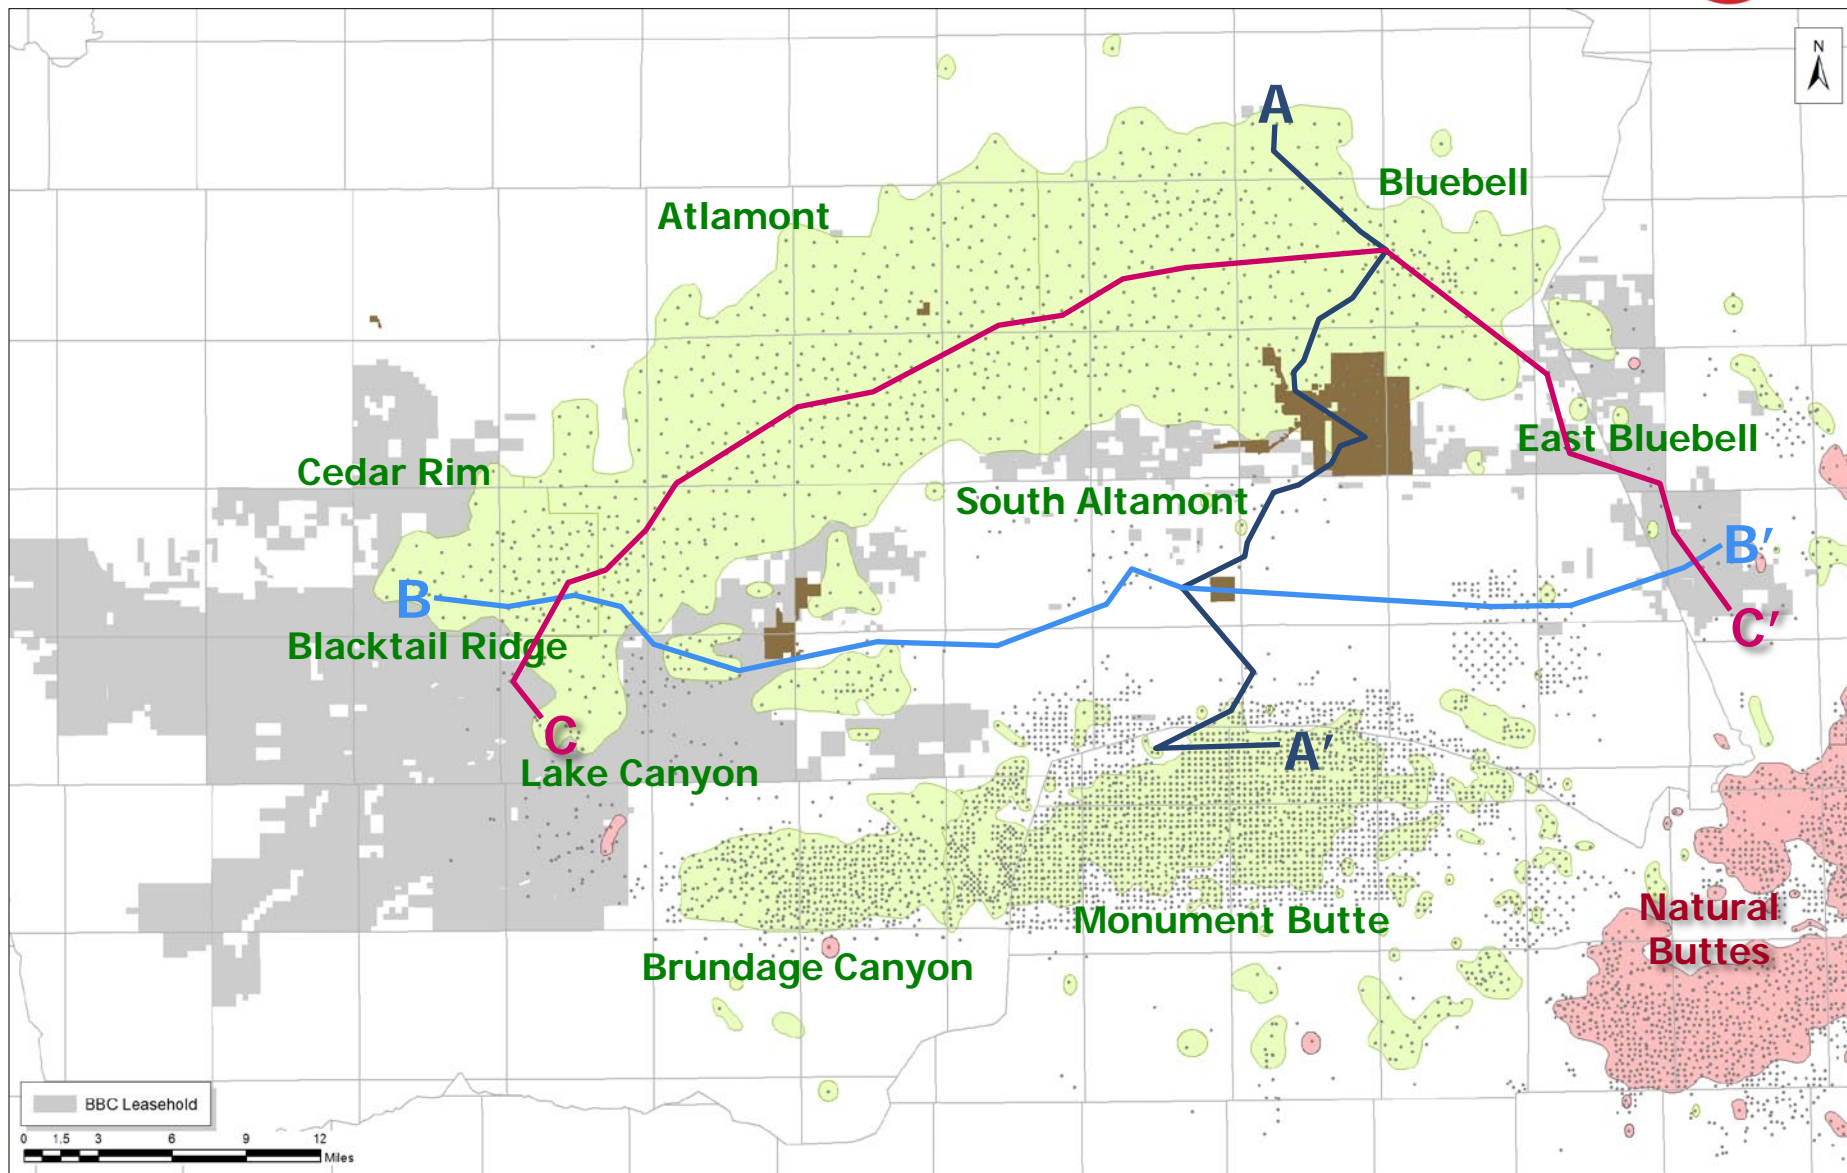 N
A
Bluebell
Atlamont
East Bluebell
Cedar Rim
South Altamont
B′
B
C′
Blacktail Ridge
C
A′
Lake Canyon
Natural
Buttes
Monument Butte
Brundage Canyon
BBC Leasehold
0 1.5 3 6 9 12
Miles